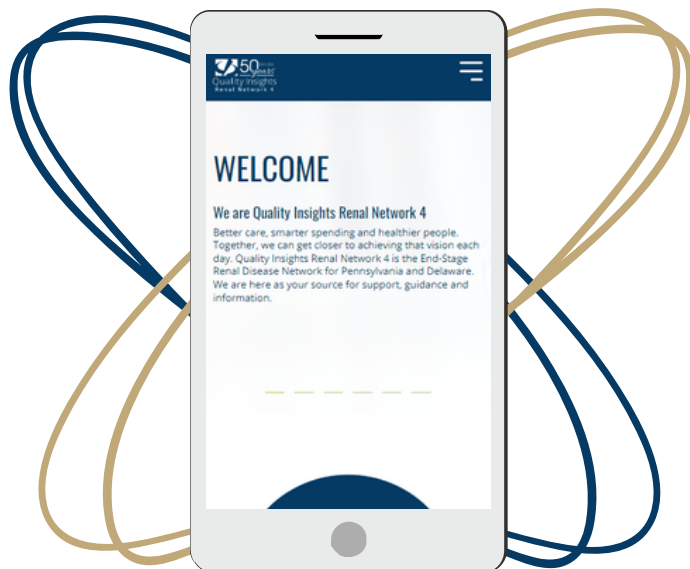 50 YEARS
Quality Insights
Renal Network 4
WELCOME
We are Quality Insights Renal Network 4
Better care, smarter spending and healthier people.
Together, we can get closer to achieving that vision each
day. Quality Insights Renal Network 4 is the End-Stage
Renal Disease Network for Pennsylvania and Delaware.
We are here as your source for support, guidance and
information.